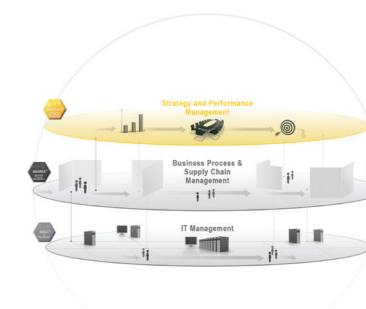 Strategy and Performance
Management
Business Process &
Supply Chain
Management
IT Management